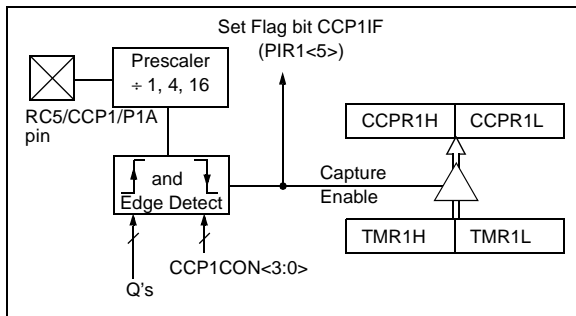 Set Flag bit CCP1IF
(PIR1<5>)
Prescaler
÷ 1, 4, 16
RC5/CCP1/P1A
pin
CCPR1H
CCPR1L
and
Edge Detect
Capture
Enable
TMR1H
TMR1L
CCP1CON<3:0>
Q's